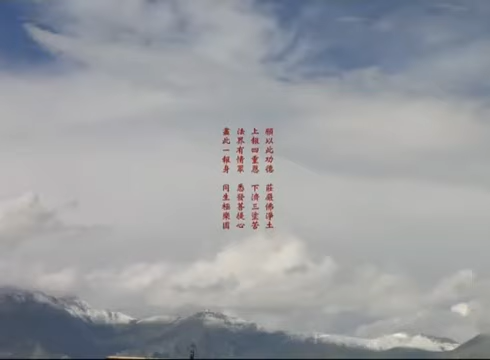 願以此功德 莊嚴佛淨土
上報四重恩 下濟三塗苦
法界有情眾 悉發菩提心
盡此一報身 同生極樂國